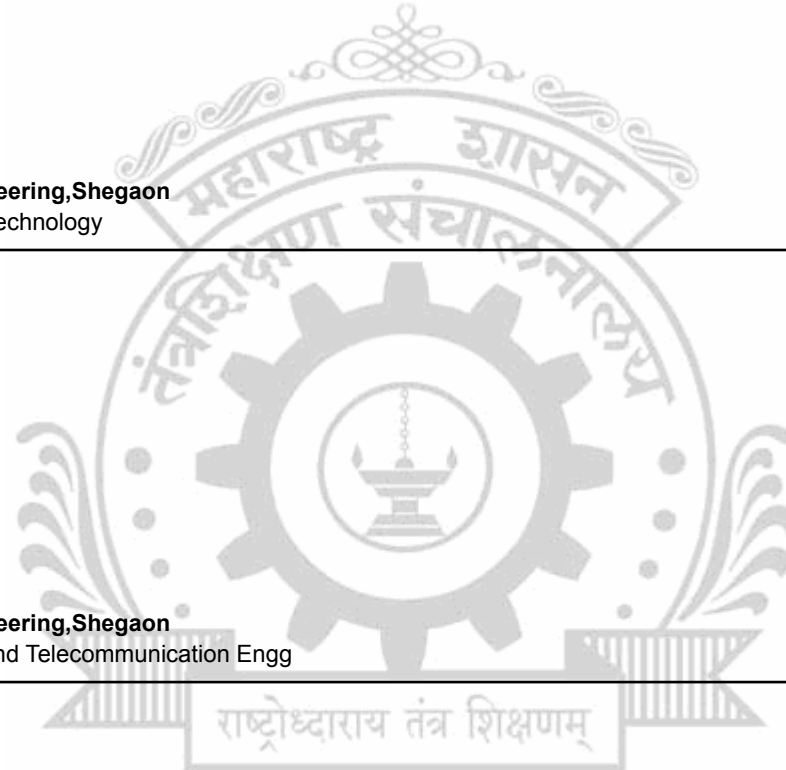 महाराष्ट्र शासन
eering,Shegaon
echnology
तंत्रशिक्षण संचालनालय
eering,Shegaon
nd Telecommunication Engg
राष्ट्रोध्दाराय तंत्र शिक्षणम्